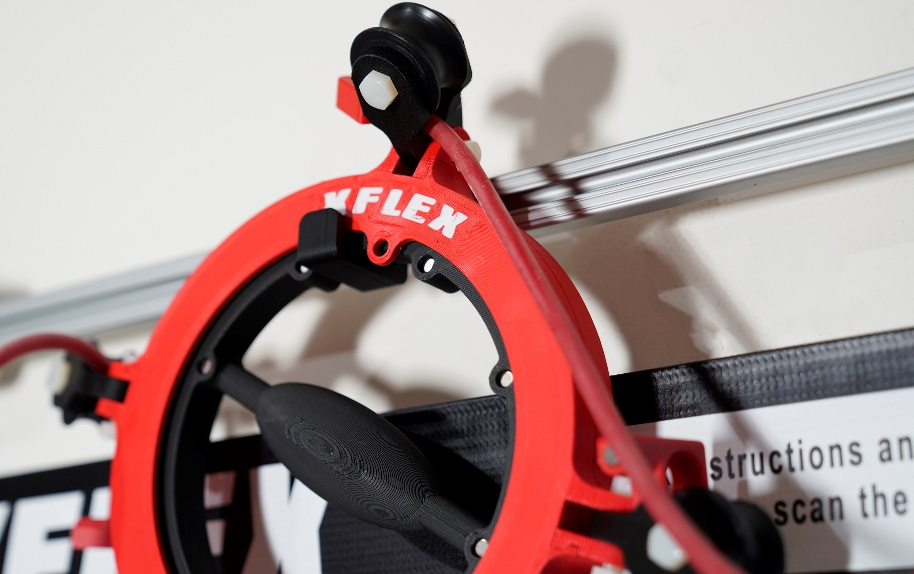 XFLEX
structions an
scan the